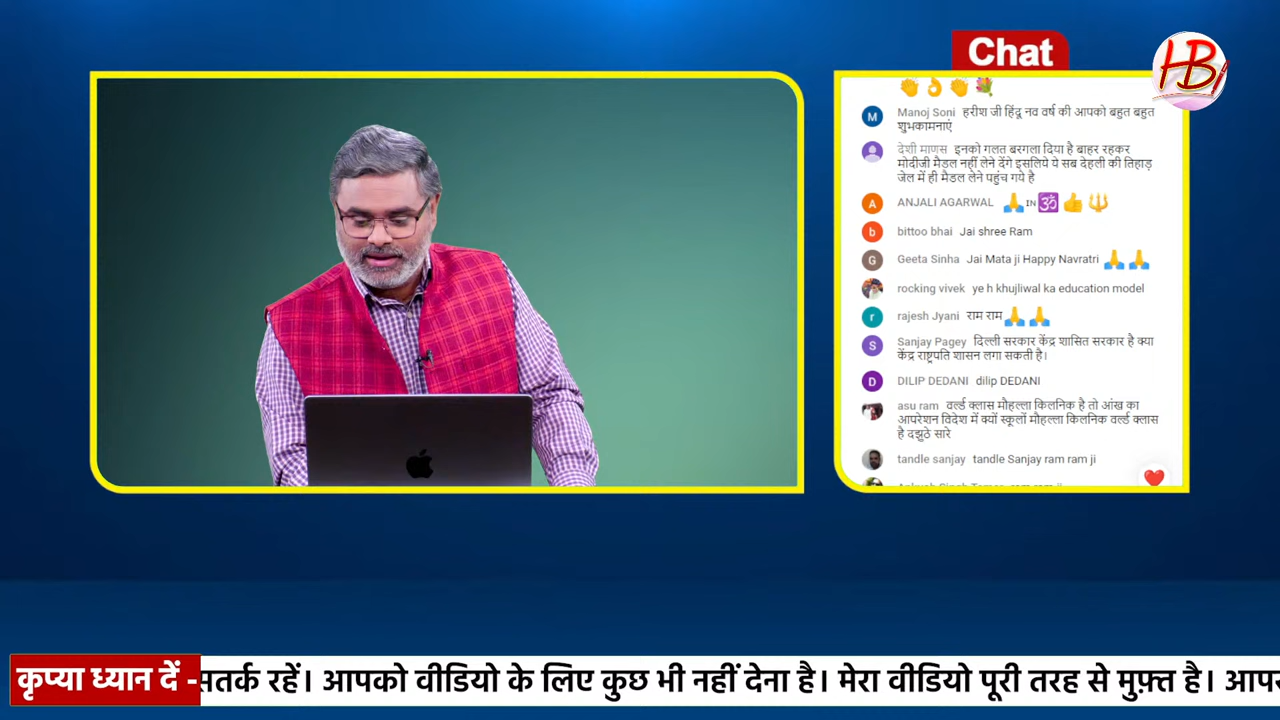 Chat
HBI
Manoj Soni हरीश जी हिंदू नव वर्ष की आपको बहुत बहुत
शुभकामनाएं
देशी माणस इनको गलत बरगला दिया है बाहर रहकर
मोदीजी मैडल नहीं लेने देंगे इसलिये ये सब देहली की तिहाड़
जेल में ही मैडल लेने पहुंच गये है
ANJALI AGARWAL 🙏 IN 🕉 👍 🔱
bittoo bhai Jai shree Ram
Geeta Sinha Jai Mata ji Happy Navratri 🙏 🙏
rocking vivek ye h khujliwal ka education model
rajesh Jyani राम राम 🙏 🙏
Sanjay Pagey दिल्ली सरकार केंद्र शासित सरकार है क्या
केंद्र राष्ट्रपति शासन लगा सकती है।
DILIP DEDANI dilip DEDANI
asu ram वर्ल्ड क्लास मौहल्ला किलनिक है तो आंख का
आपरेशन विदेश में क्यों स्कूलों मौहल्ला किलनिक वर्ल्ड क्लास
है दझुठे सारे
tandle sanjay tandle Sanjay ram ram ji
कृप्या ध्यान दें - सतर्क रहें। आपको वीडियो के लिए कुछ भी नहीं देना है। मेरा वीडियो पूरी तरह से मुफ़्त है।